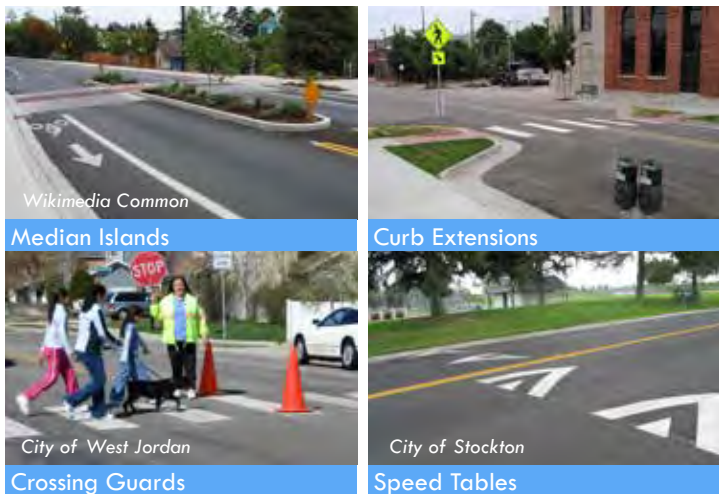 Wikimedia Common
Median Islands
Curb Extensions
STOP
City of West Jordan
Crossing Guards
City of Stockton
Speed Tables